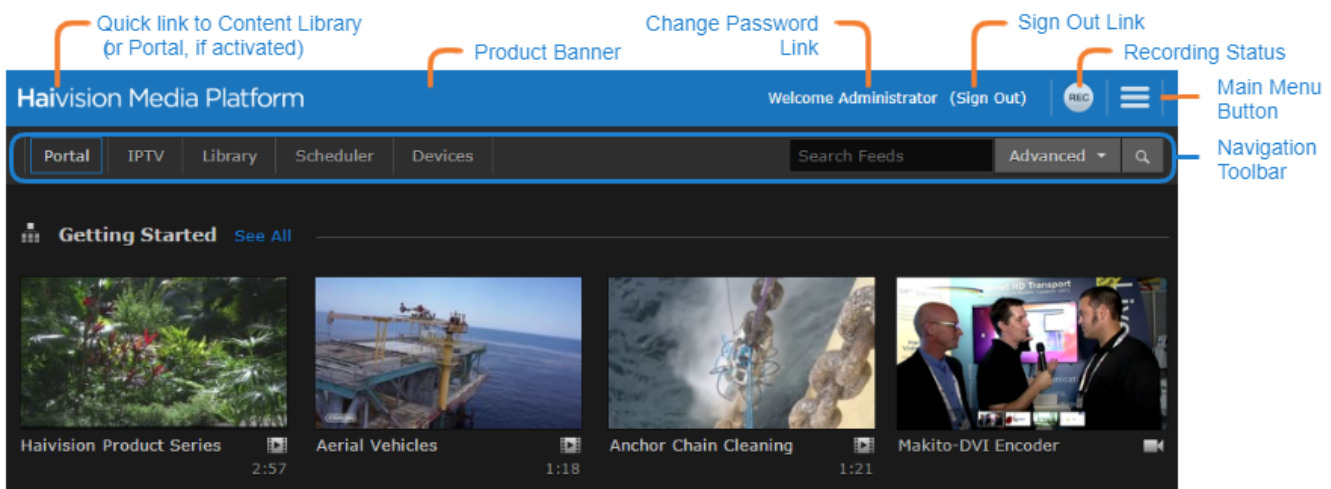 Quick link to Content Library
(or Portal, if activated)
Product Banner
Change Password
Link
Sign Out Link
Recording Status
Haivision Media Platform
Welcome Administrator (Sign Out)
REC
Main Menu
Button
Portal IPTV Library Scheduler Devices
Search Feeds
Advanced
Navigation
Toolbar
Getting Started See All
HD Transport
Haivision Product Series
2:57
Aerial Vehicles
1:18
Anchor Chain Cleaning
1:21
Makito-DVI Encoder